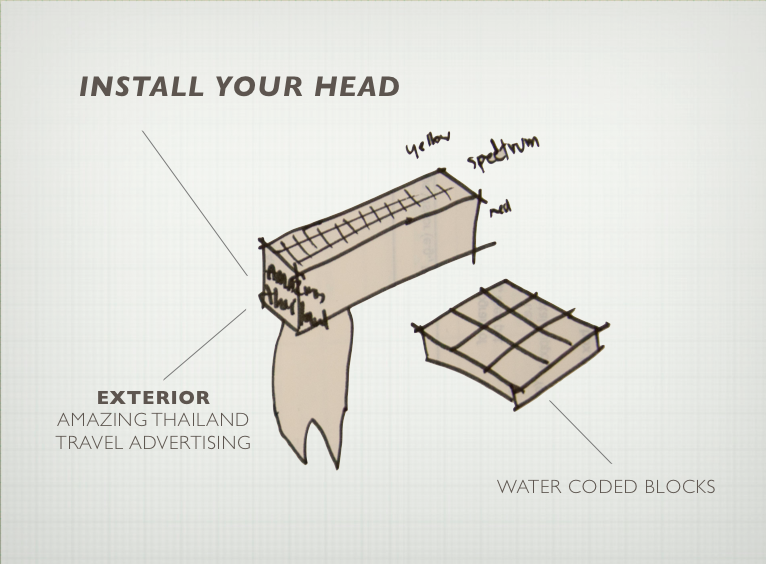 INSTALL YOUR HEAD
yellow
spectrum
red
Amazing
thailand
EXTERIOR
AMAZING THAILAND
TRAVEL ADVERTISING
WATER CODED BLOCKS